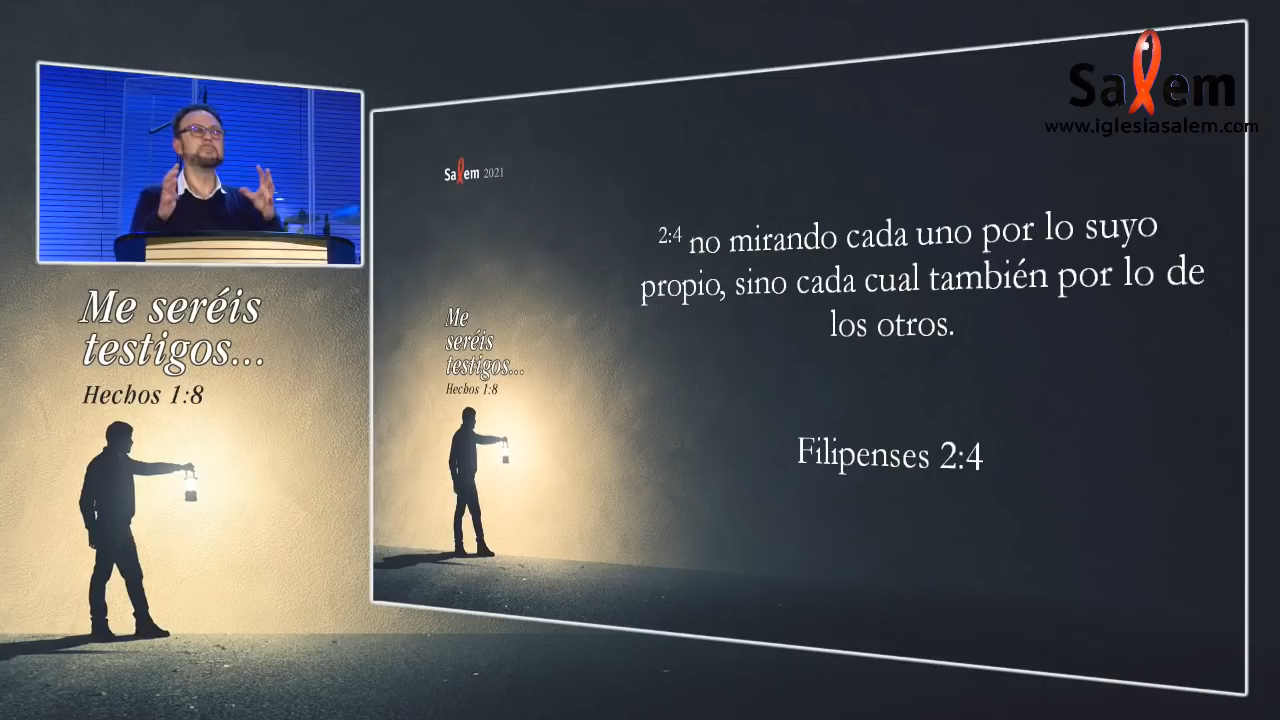 Salem
www.iglesiasalem.com
Salem 2021
2:4 no mirando cada uno por lo suyo
propio, sino cada cual también por lo de
los otros.
Filipenses 2:4
Me seréis
testigos...
Hechos 1:8
Me
seréis
testigos...
Hechos 1:8